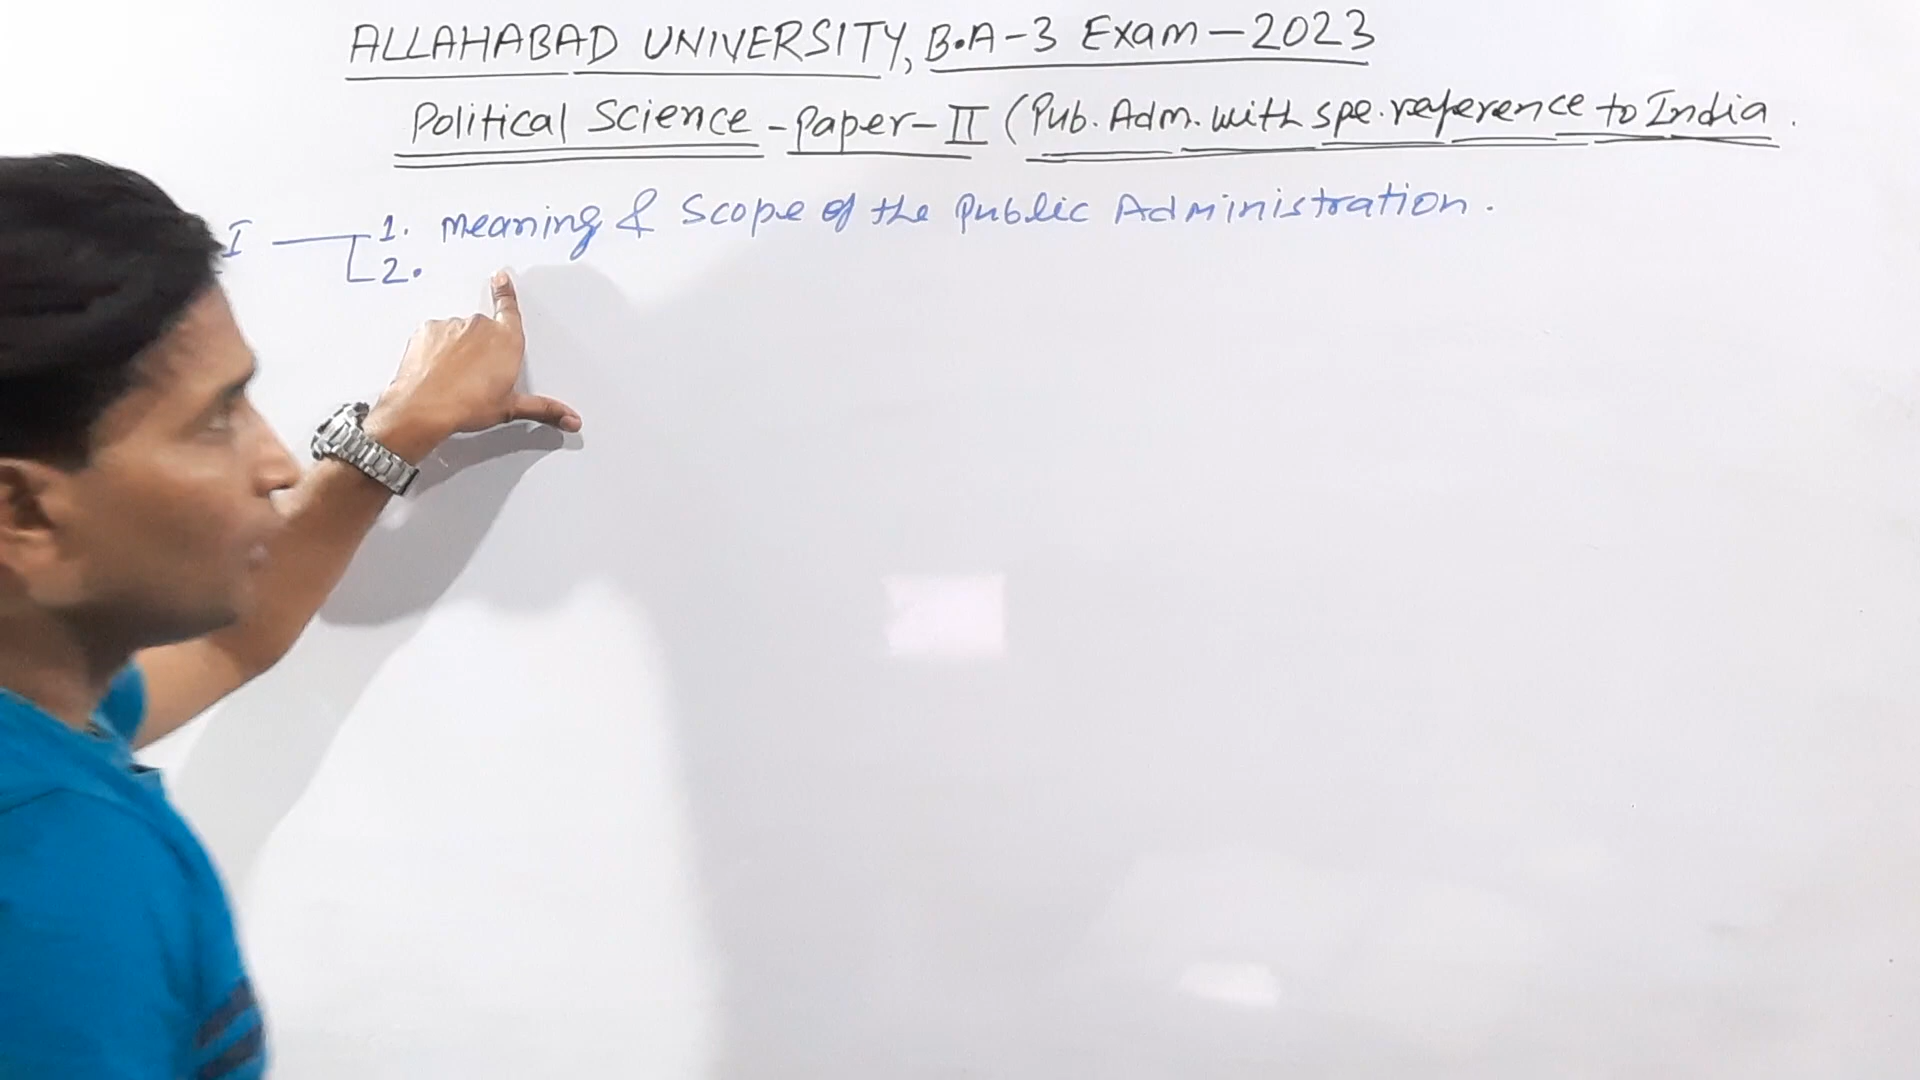 ALLAHABAD UNIVERSITY, B.A-3 Exam-2023
Political Science - Paper-II (Pub. Adm. with spe. reference to India.
I 1. Meaning & Scope of the Public Administration.
2.